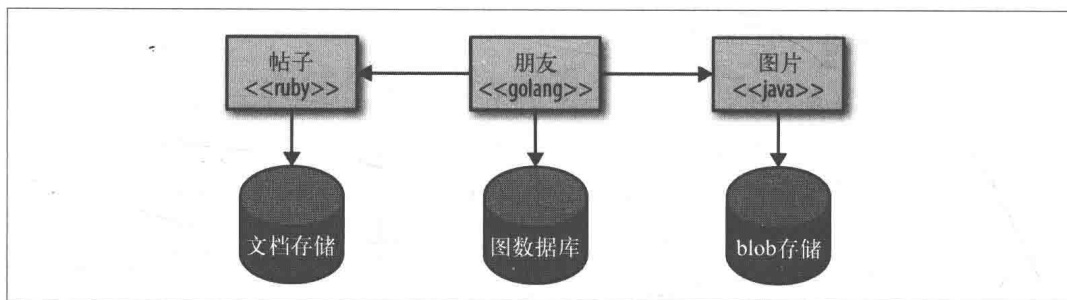 帖子
<<ruby>>
朋友
<<golang>>
图片
<<java>>
文档存储
图数据库
blob存储